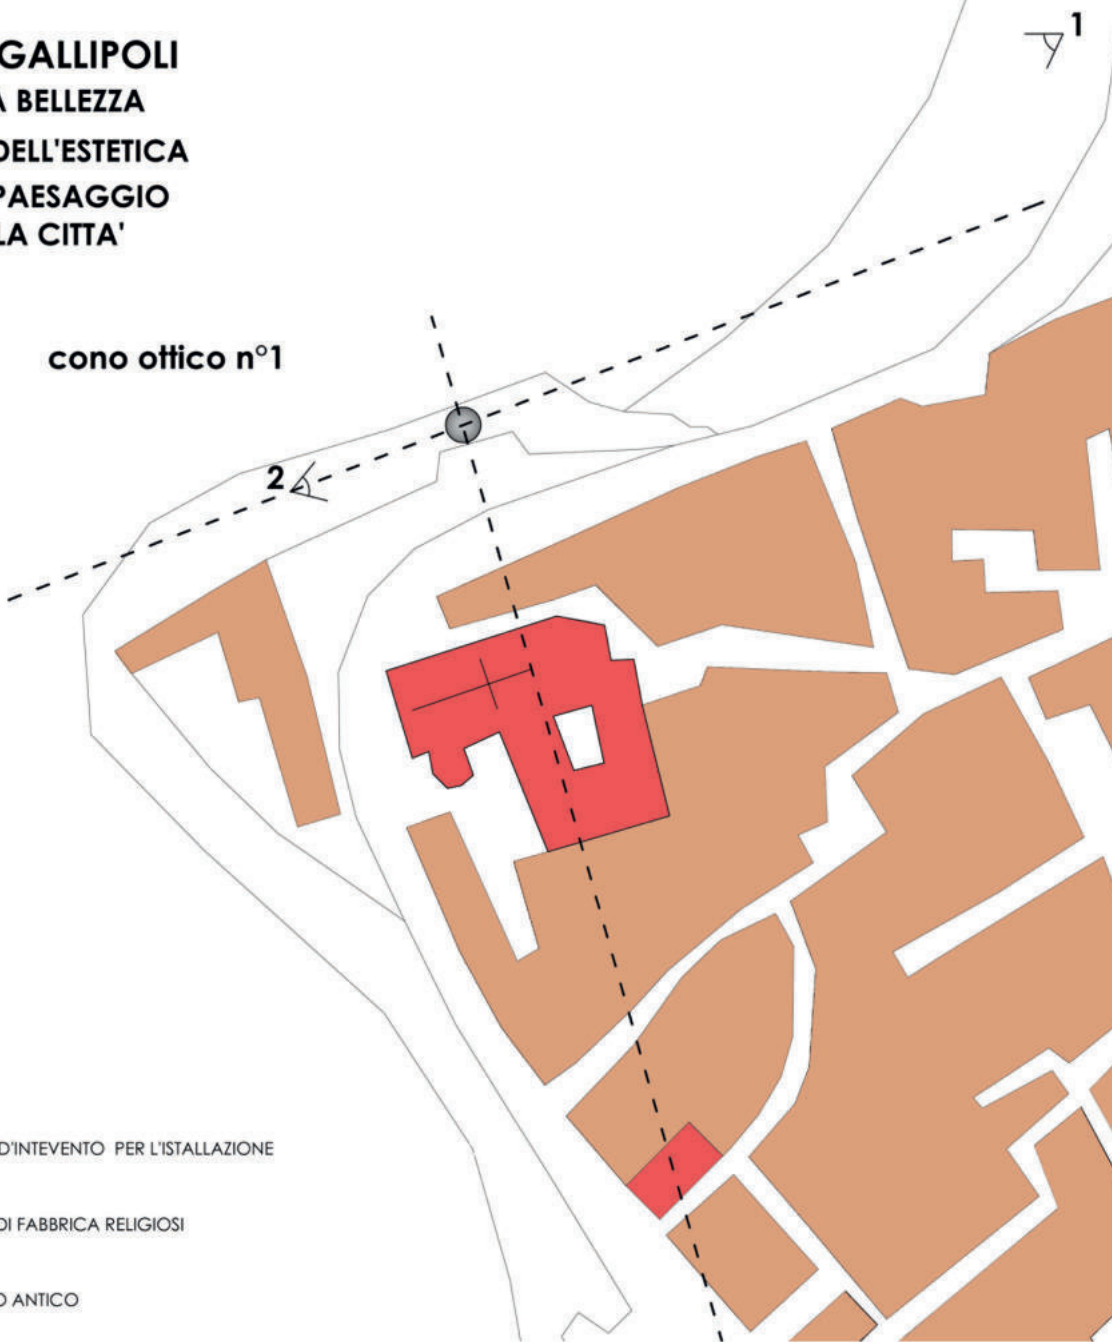 GALLIPOLI
A BELLEZZA
DELL'ESTETICA
PAESAGGIO
LA CITTA'
cono ottico n°1
1
2
D'INTEVENTO PER L'ISTALLAZIONE
DI FABBRICA RELIGIOSI
O ANTICO